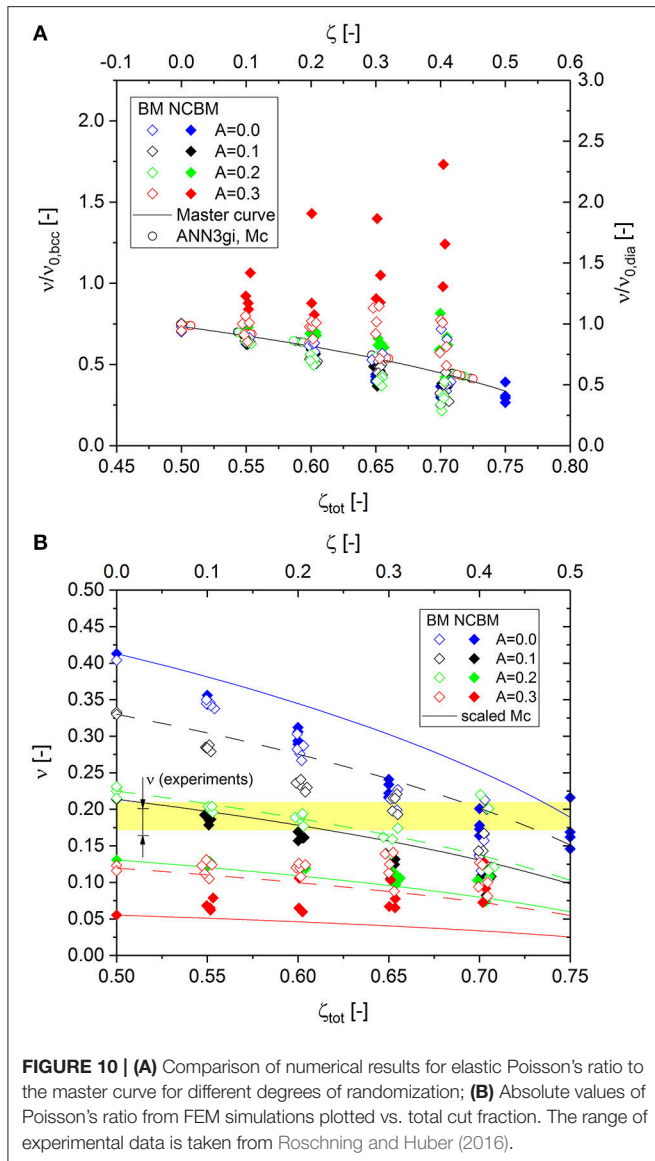 A
ζ [-]
-0.1 0.0 0.1 0.2 0.3 0.4 0.5 0.6
BM NCBM
A=0.0
A=0.1
A=0.2
A=0.3
Master curve
ANN3gi, Mc
2.0
1.5
1.0
0.5
0.0
ν/ν0,bcc [-]
3.0
2.5
2.0
1.5
1.0
0.5
0.0
ν/ν0,dia [-]
0.45 0.50 0.55 0.60 0.65 0.70 0.75 0.80
ζtot [-]
B
ζ [-]
0.0 0.1 0.2 0.3 0.4 0.5
BM NCBM
A=0.0
A=0.1
A=0.2
A=0.3
scaled Mc
0.50
0.45
0.40
0.35
0.30
0.25
0.20
0.15
0.10
0.05
0.00
ν [-]
ν (experiments)
0.50 0.55 0.60 0.65 0.70 0.75
ζtot [-]
FIGURE 10 | (A) Comparison of numerical results for elastic Poisson's ratio to
the master curve for different degrees of randomization; (B) Absolute values of
Poisson's ratio from FEM simulations plotted vs. total cut fraction. The range of
experimental data is taken from Roschning and Huber (2016).